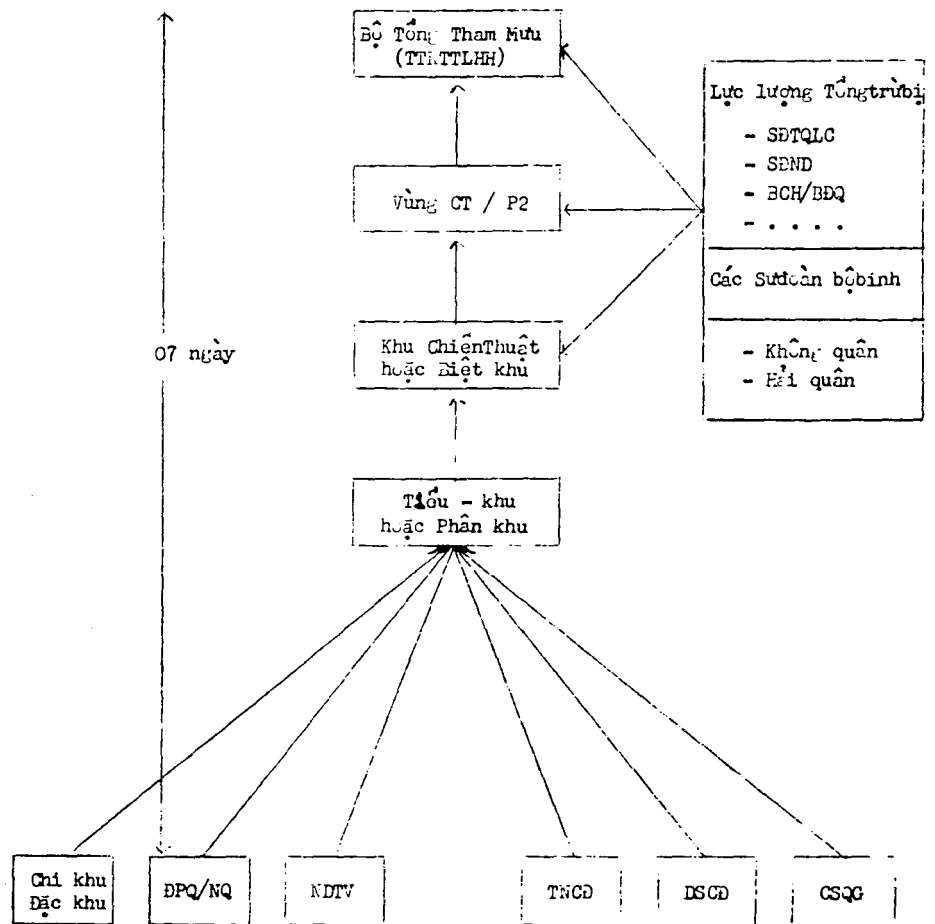 Bộ Tổng Tham Mưu
Lực lượng Tổngtrừbị
- SĐTQLC
- SĐND
- BCH/BĐQ
- . . . .
Vùng CT / P2
Các Sưđoàn bộbinh
- Không quân
- Hải quân
Khu ChiếnThuật
hoặc Biệt khu
07 ngày
Tiểu - khu
hoặc Phân khu
Chi khu
Đặc khu
ĐPQ/NQ
NDTV
TNCĐ
DSCĐ
CSQG